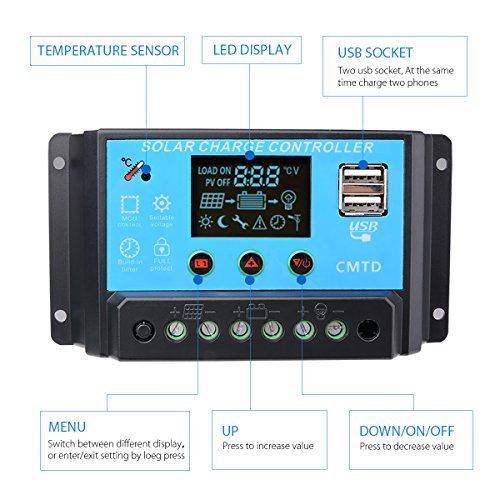 TEMPERATURE SENSOR
LED DISPLAY
USB SOCKET
Two usb socket, At the same
time charge two phones
SOLAR CHARGE CONTROLLER
°C
LOAD ON 8.8.8 °C V
PV OFF
MCU
control
Settable
voltage
Build-in
timer
FULL
protect
USB
CMTD
MENU
Switch between different display,
or enter/exit setting by loeg press
UP
Press to increase value
DOWN/ON/OFF
Press to decrease value